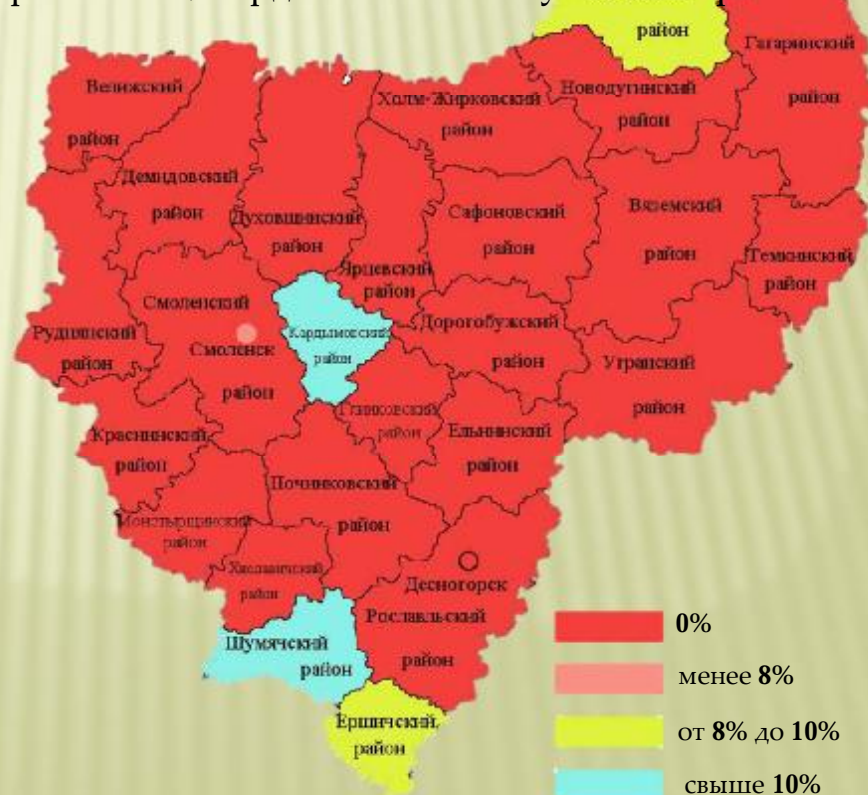 район
Гагаринский
район
Велижский
район
Холм-Жирковский
район
Новодугинский
район
Демидовский
район
Духовщинский
район
Сафоновский
район
Вяземский
район
Темкинский
район
Ярцевский
район
Смоленский
Смоленск
район
Кардымовский
район
Руднянский
район
Дорогобужский
район
Угранский
район
Глинковский
район
Краснинский
район
Ельнинский
район
Починковский
район
Монстырщинский
район
Хиславичский
район
Десногорск
Рославльский
район
Шумячский
район
Ершичский
район
0%
менее 8%
от 8% до 10%
свыше 10%